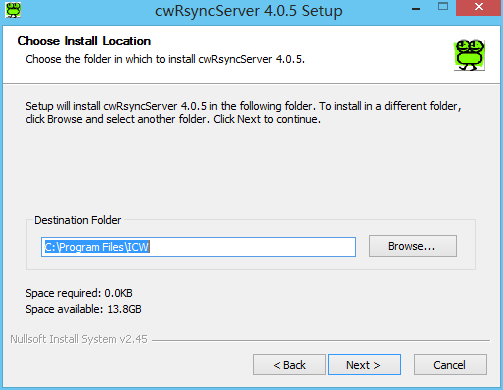 cwRsyncServer 4.0.5 Setup
Choose Install Location
Choose the folder in which to install cwRsyncServer 4.0.5.
Setup will install cwRsyncServer 4.0.5 in the following folder. To install in a different folder,
click Browse and select another folder. Click Next to continue.
Destination Folder
C:\Program Files\ICW
Browse...
Space required: 0.0KB
Space available: 13.8GB
Nullsoft Install System v2.45
< Back
Next >
Cancel